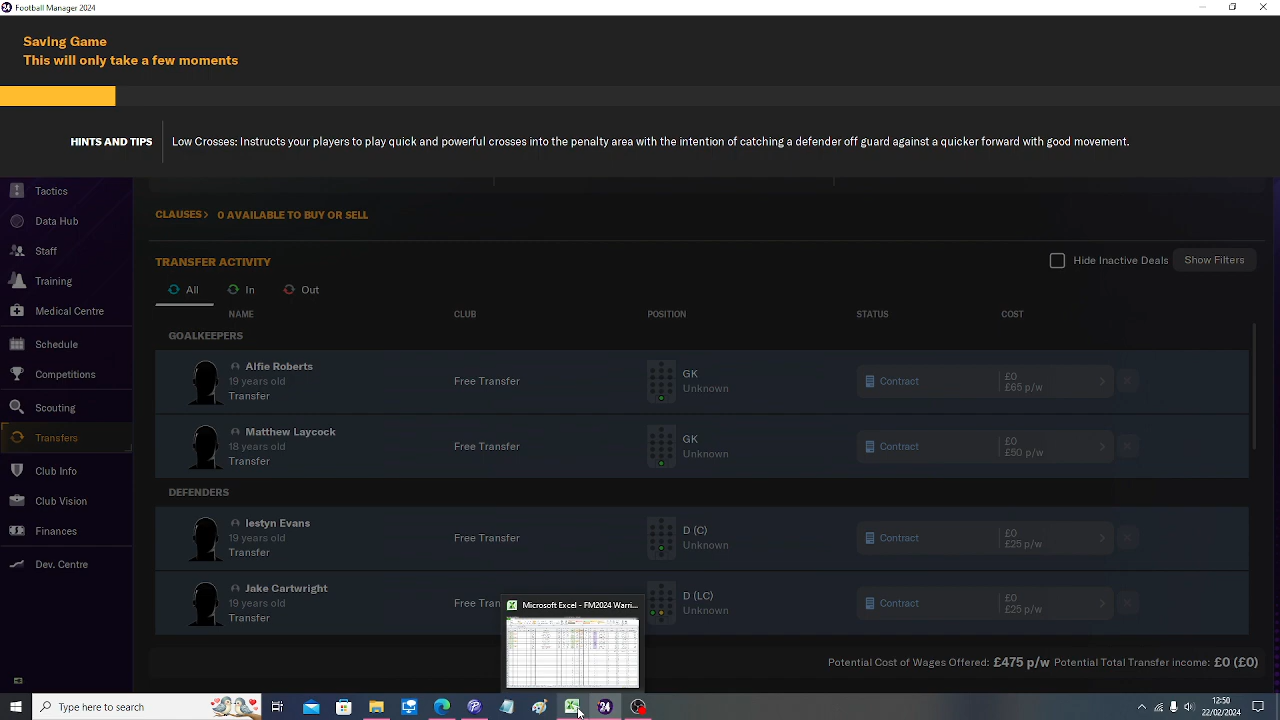 Football Manager 2024
Saving Game
This will only take a few moments
HINTS AND TIPS
Low Crosses: Instructs your players to play quick and powerful crosses into the penalty area with the intention of catching a defender off guard against a quicker forward with good movement.
Tactics
Data Hub
Staff
Training
Medical Centre
Schedule
Competitions
Scouting
Transfers
Club Info
Club Vision
Finances
Dev. Centre
CLAUSES > 0 AVAILABLE TO BUY OR SELL
TRANSFER ACTIVITY
Hide Inactive Deals
Show Filters
All In Out
NAME CLUB POSITION STATUS COST
GOALKEEPERS
Alfie Roberts
19 years old
Transfer
Free Transfer
GK
Unknown
Contract
£0
£65 p/w
Matthew Laycock
18 years old
Transfer
Free Transfer
GK
Unknown
Contract
£0
£50 p/w
DEFENDERS
Iestyn Evans
19 years old
Transfer
Free Transfer
D (C)
Unknown
Contract
£0
£25 p/w
Jake Cartwright
19 years old
Transfer
Free Tran
D (LC)
Unknown
Contract
£0
£25 p/w
Microsoft Excel - FM2024 Warri...
Potential Cost of Wages Offered: £475 p/w Potential Total Transfer income: £0 (£0)
Type here to search
24
12:50
22/02/2024